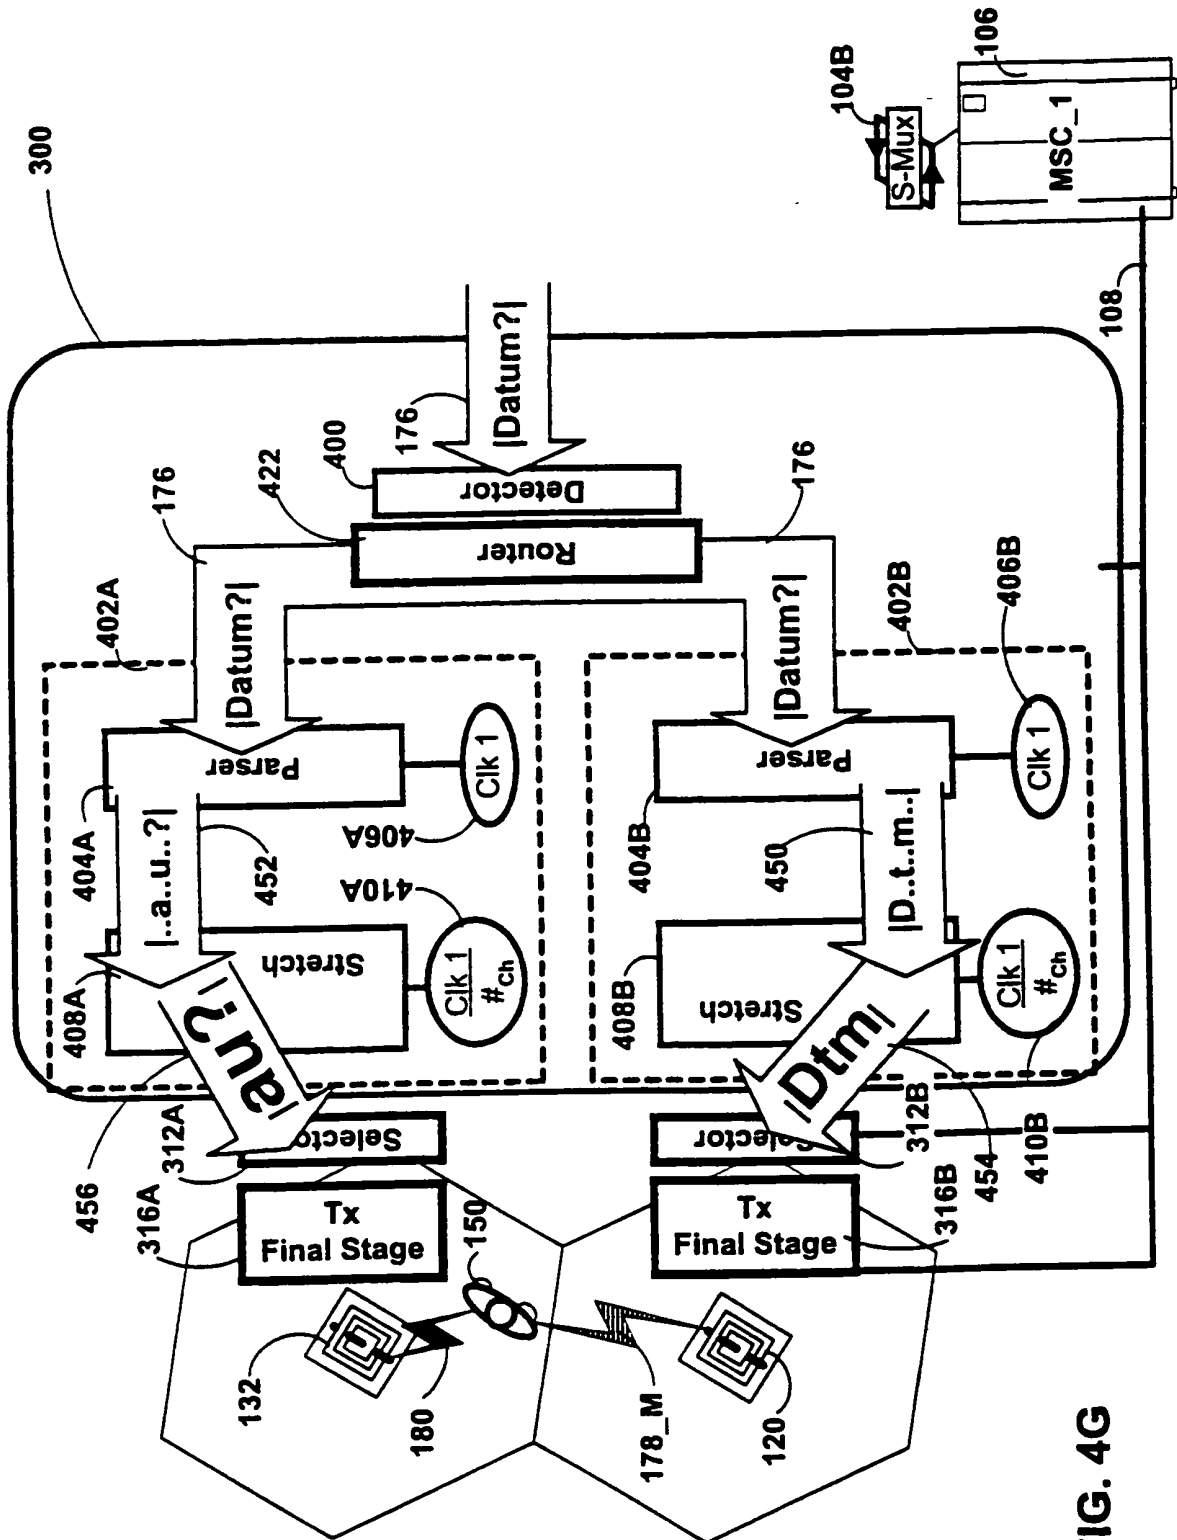 FIG. 4G
132
180
178_M
120
150
Tx
Final Stage
316A
Tx
Final Stage
316B
456
312A
Selector
Selector
312B
454
410B
|au?|
|Dtm|
408A
Stretch
408B
Stretch
410A
Clk 1
#Ch
Clk 1
#Ch
404A
|..a..u..?|
452
406A
404B
450
|D..t..m..|
Parser
Clk 1
Parser
Clk 1
402A
|Datum?|
|Datum?|
402B
406B
176
422
Router
176
400
Detector
176
|Datum?|
300
108
104B
S-Mux
106
MSC_1